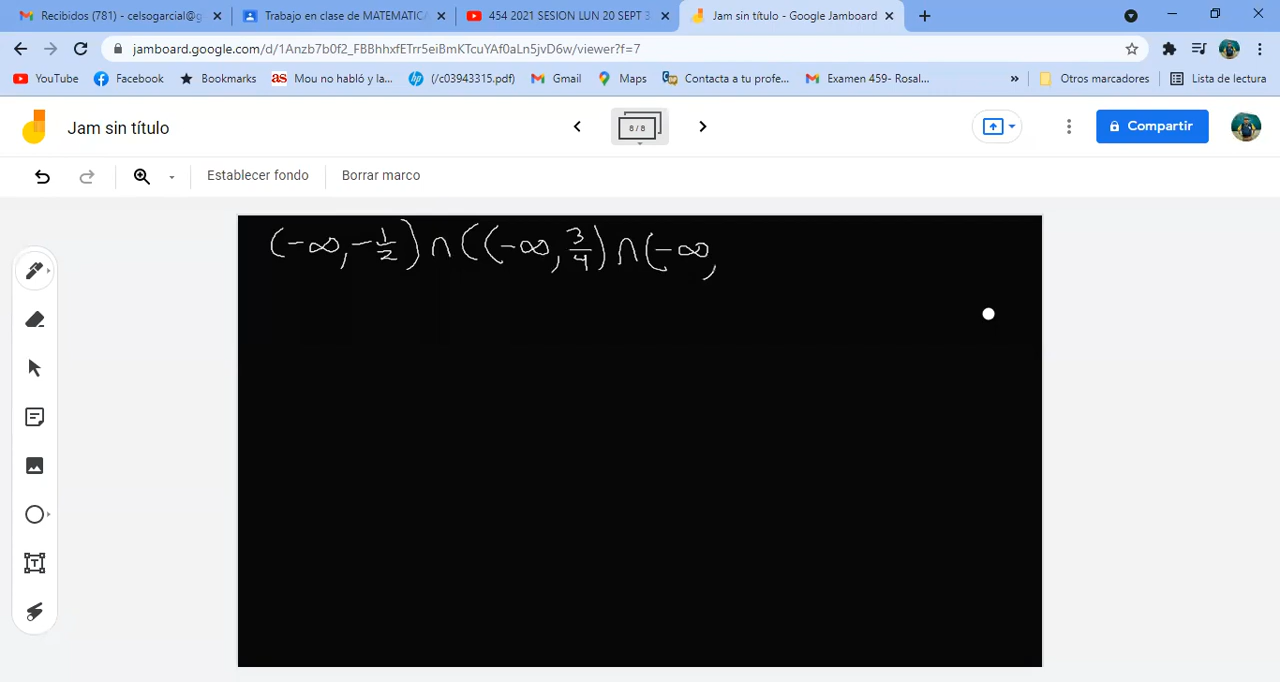 Recibidos (781) - celsogarcial@g
Trabajo en clase de MATEMATICA
454 2021 SESION LUN 20 SEPT 3
Jam sin título - Google Jamboard
jamboard.google.com/d/1Anzb7b0f2_FBBhhxfETrr5eiBmKTcuYAf0aLn5jvD6w/viewer?f=7
YouTube
Facebook
Bookmarks
as Mou no habló y la...
hp (/c03943315.pdf)
Gmail
Maps
Contacta a tu profe...
Examen 459- Rosal...
»
Otros marcadores
Lista de lectura
Jam sin título
8 / 8
Compartir
Establecer fondo
Borrar marco
(-∞, -1/2) ∩ ((-∞, 3/4) ∩ (-∞,
T